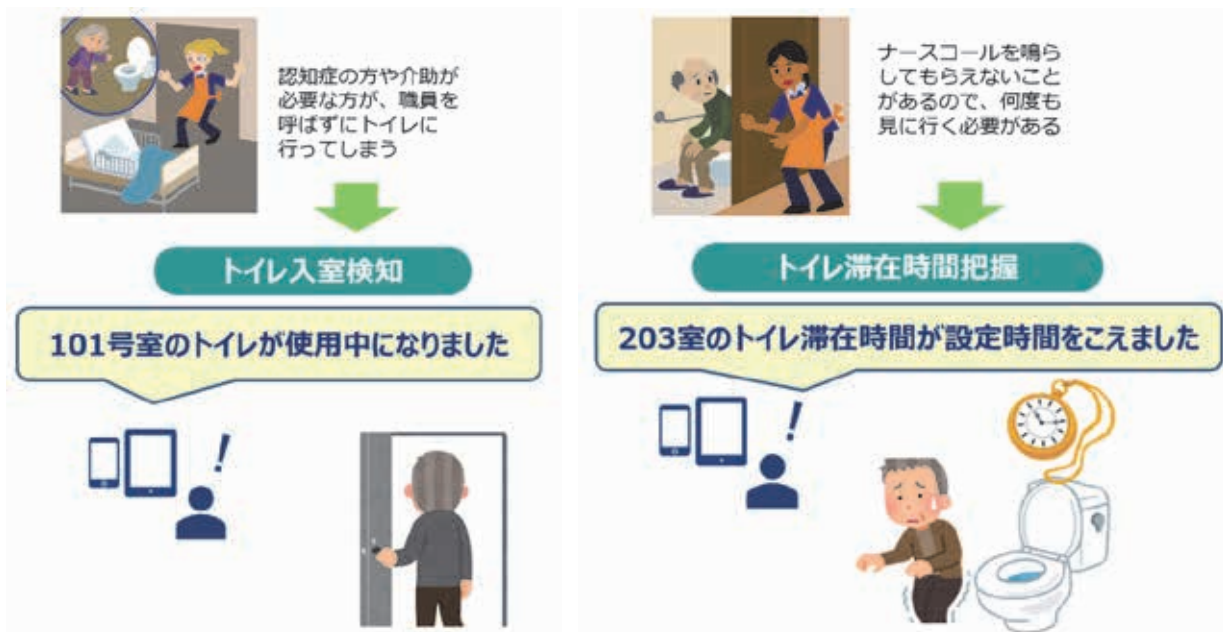 認知症の方や介助が
必要な方が、職員を
呼ばずにトイレに
行ってしまう
トイレ入室検知
101号室のトイレが使用中になりました
ナースコールを鳴ら
してもらえないこと
があるので、何度も
見に行く必要がある
トイレ滞在時間把握
203室のトイレ滞在時間が設定時間をこえました